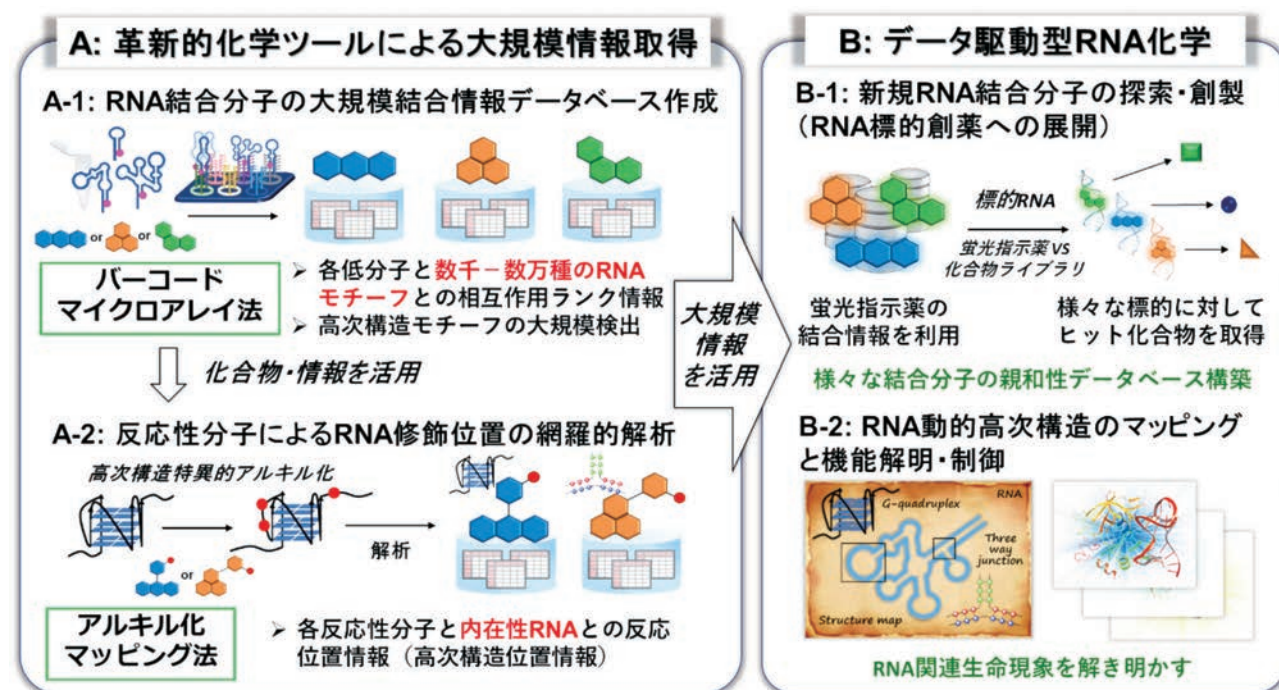 A: 革新的化学ツールによる大規模情報取得
A-1: RNA結合分子の大規模結合情報データベース作成
or
or
バーコード
マイクロアレイ法
➢ 各低分子と数千－数万種のRNA
モチーフとの相互作用ランク情報
➢ 高次構造モチーフの大規模検出
化合物・情報を活用
A-2: 反応性分子によるRNA修飾位置の網羅的解析
高次構造特異的アルキル化
or
解析
アルキル化
マッピング法
➢ 各反応性分子と内在性RNAとの反応
位置情報（高次構造位置情報）
大規模
情報
を活用
B: データ駆動型RNA化学
B-1: 新規RNA結合分子の探索・創製
（RNA標的創薬への展開）
標的RNA
蛍光指示薬 VS
化合物ライブラリ
蛍光指示薬の
結合情報を利用
様々な標的に対して
ヒット化合物を取得
様々な結合分子の親和性データベース構築
B-2: RNA動的高次構造のマッピング
と機能解明・制御
RNA
G-quadruplex
Three
way
junction
Structure map
RNA関連生命現象を解き明かす